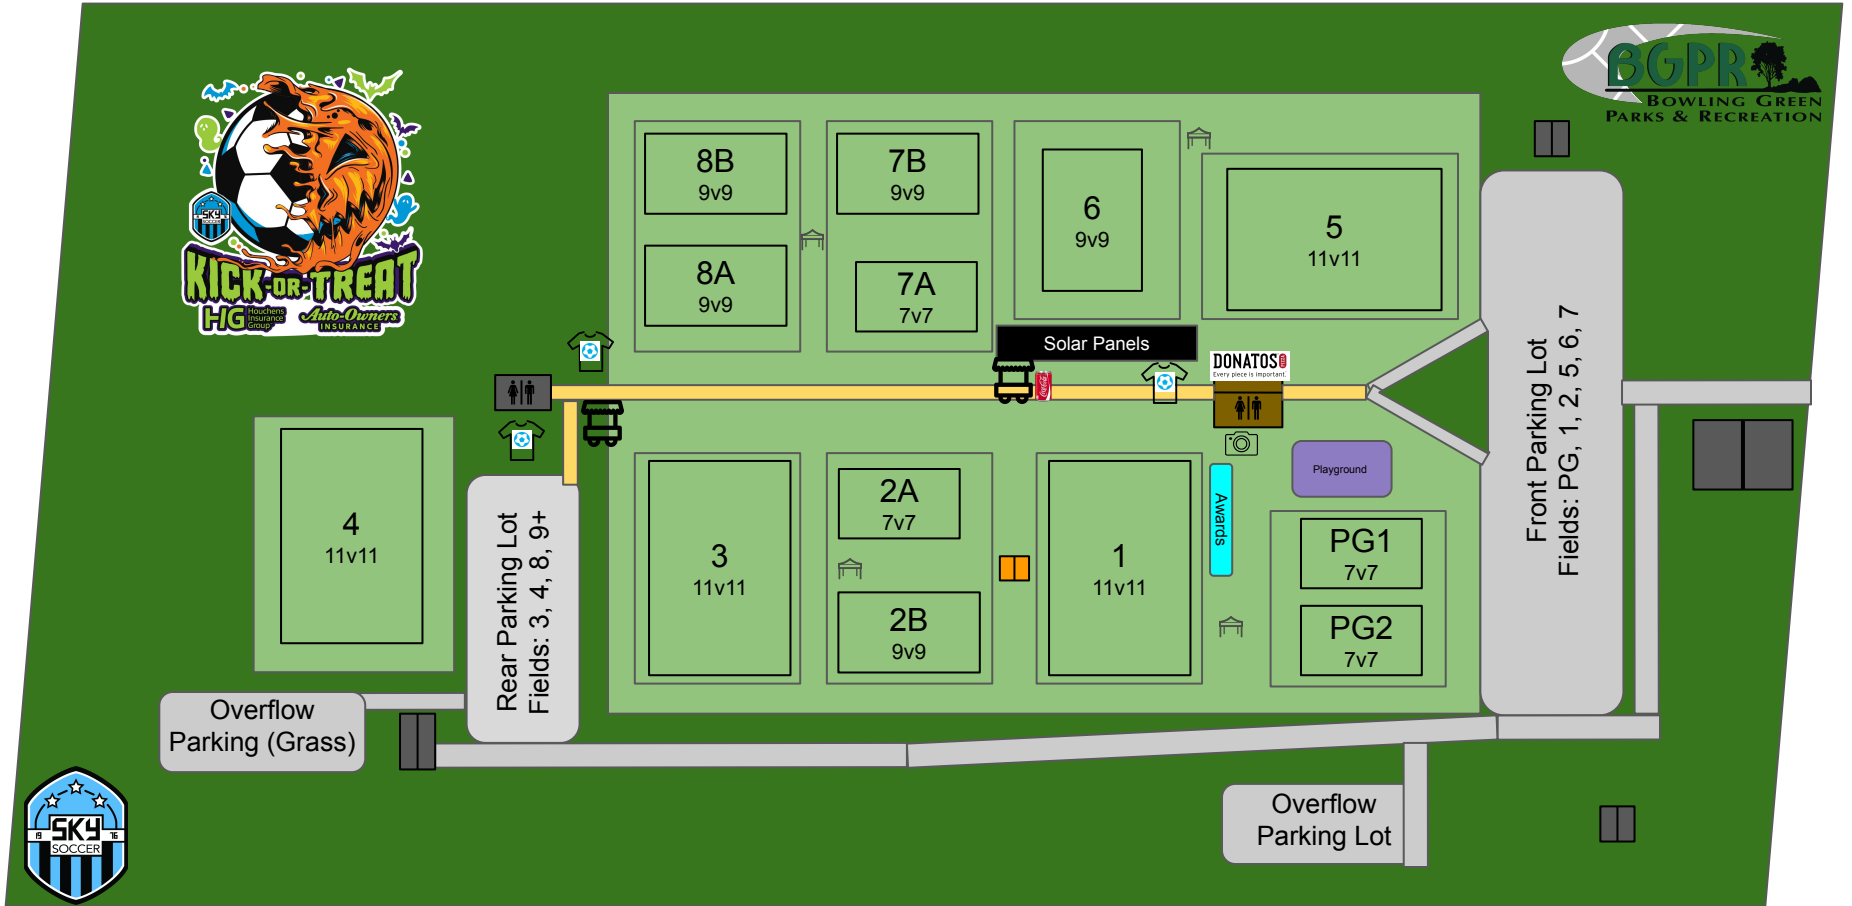 BGPR
BOWLING GREEN
PARKS & RECREATION
SKY
SOCCER
KICK-OR-TREAT
HG Houchens
Insurance
Group
Auto-Owners
INSURANCE
8B
9v9
7B
9v9
6
9v9
5
11v11
8A
9v9
7A
7v7
Solar Panels
DONATOS
Every piece is important.
Front Parking Lot
Fields: PG, 1, 2, 5, 6, 7
Playground
4
11v11
Rear Parking Lot
Fields: 3, 4, 8, 9+
3
11v11
2A
7v7
2B
9v9
1
11v11
Awards
PG1
7v7
PG2
7v7
Overflow
Parking (Grass)
Overflow
Parking Lot
19 SKY 76
SOCCER